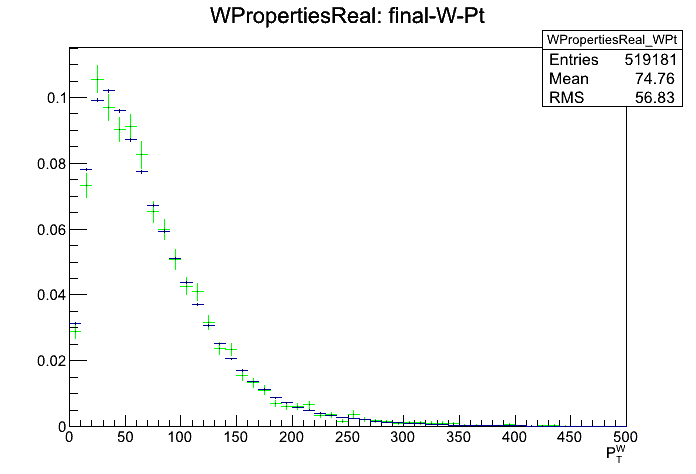 WPropertiesReal: final-W-Pt
WPropertiesReal_WPt
Entries 519181
Mean 74.76
RMS 56.83
0.1
0.08
0.06
0.04
0.02
0
0 50 100 150 200 250 300 350 400 450 500
P_T^W